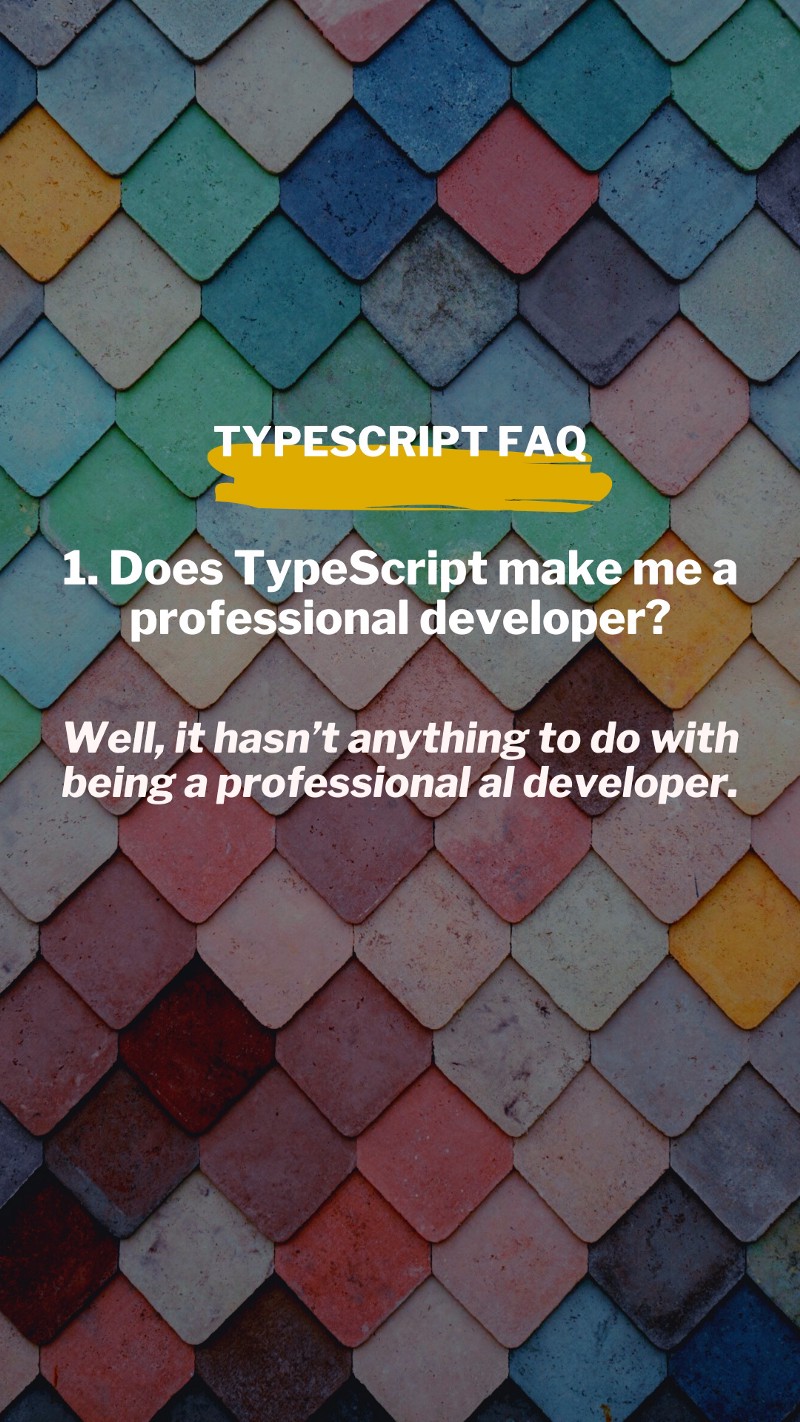 TYPESCRIPT FAQ
1. Does TypeScript make me a
professional developer?
Well, it hasn’t anything to do with
being a professional al developer.